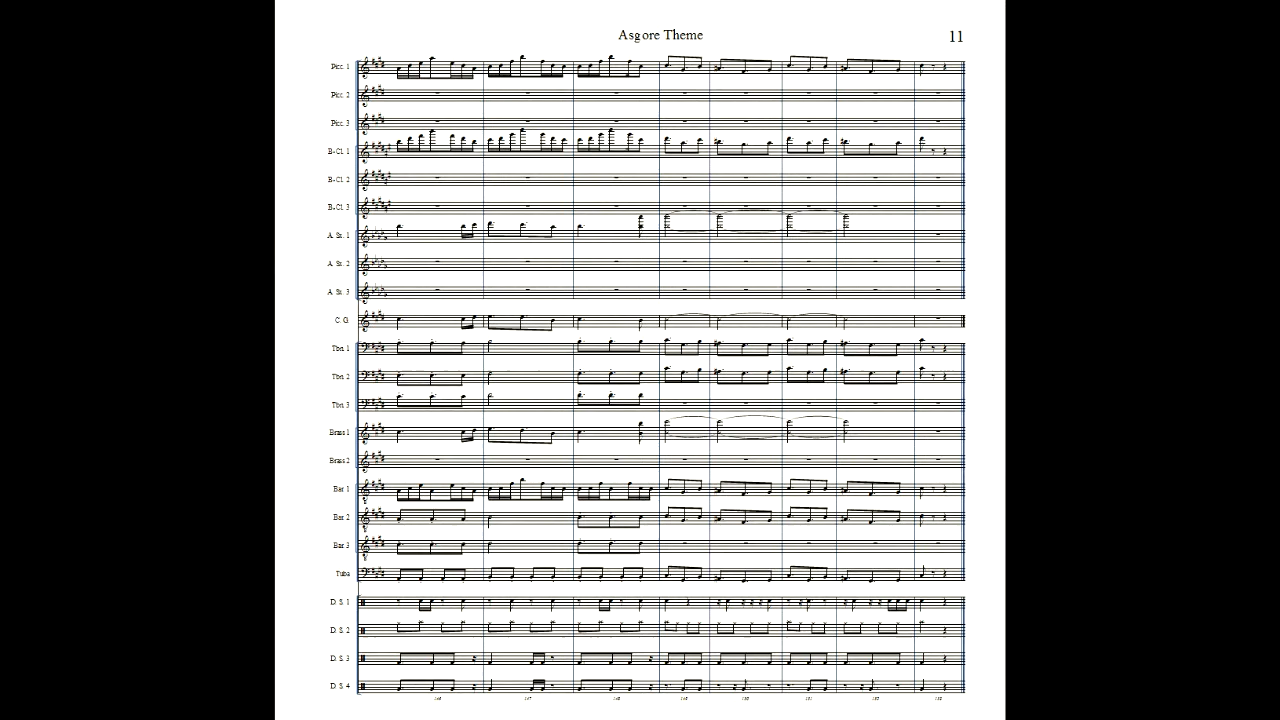 Asgore Theme
11
Picc. 1
Picc. 2
Picc. 3
B♭ Cl. 1
B♭ Cl. 2
B♭ Cl. 3
A. Sx. 1
A. Sx. 2
A. Sx. 3
C. G.
Tbn. 1
Tbn. 2
Tbn. 3
Brass 1
Brass 2
Bar. 1
Bar. 2
Bar. 3
Tuba
D. S. 1
D. S. 2
D. S. 3
D. S. 4